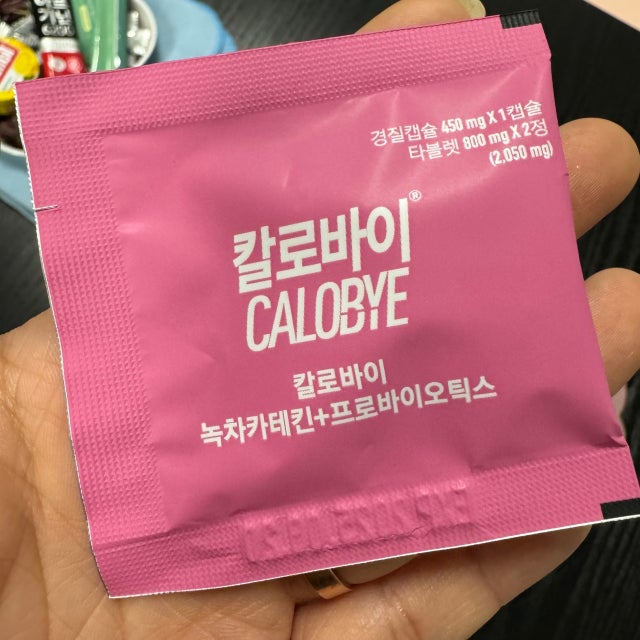 경질캡슐 450 mg X 1캡슐
타블렛 800 mg X 2정
(2,050 mg)
칼로바이®
CALOBYE
칼로바이
녹차카테킨+프로바이오틱스